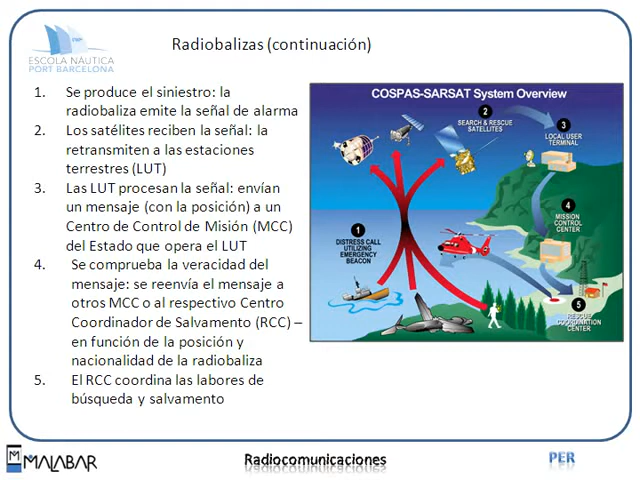 ESCOLA NÁUTICA
PORT BARCELONA
Radiobalizas (continuación)
1. Se produce el siniestro: la
radiobaliza emite la señal de alarma
2. Los satélites reciben la señal: la
retransmiten a las estaciones
terrestres (LUT)
3. Las LUT procesan la señal: envían
un mensaje (con la posición) a un
Centro de Control de Misión (MCC)
del Estado que opera el LUT
4. Se comprueba la veracidad del
mensaje: se reenvía el mensaje a
otros MCC o al respectivo Centro
Coordinador de Salvamento (RCC) –
en función de la posición y
nacionalidad de la radiobaliza
5. El RCC coordina las labores de
búsqueda y salvamento
COSPAS-SARSAT System Overview
2
SEARCH & RESCUE
SATELLITES
3
LOCAL USER
TERMINAL
4
MISSION
CONTROL
CENTER
1
DISTRESS CALL
UTILIZING
EMERGENCY
BEACON
5
RESCUE
COORDINATION
CENTER
MALABAR
Radiocomunicaciones
PER